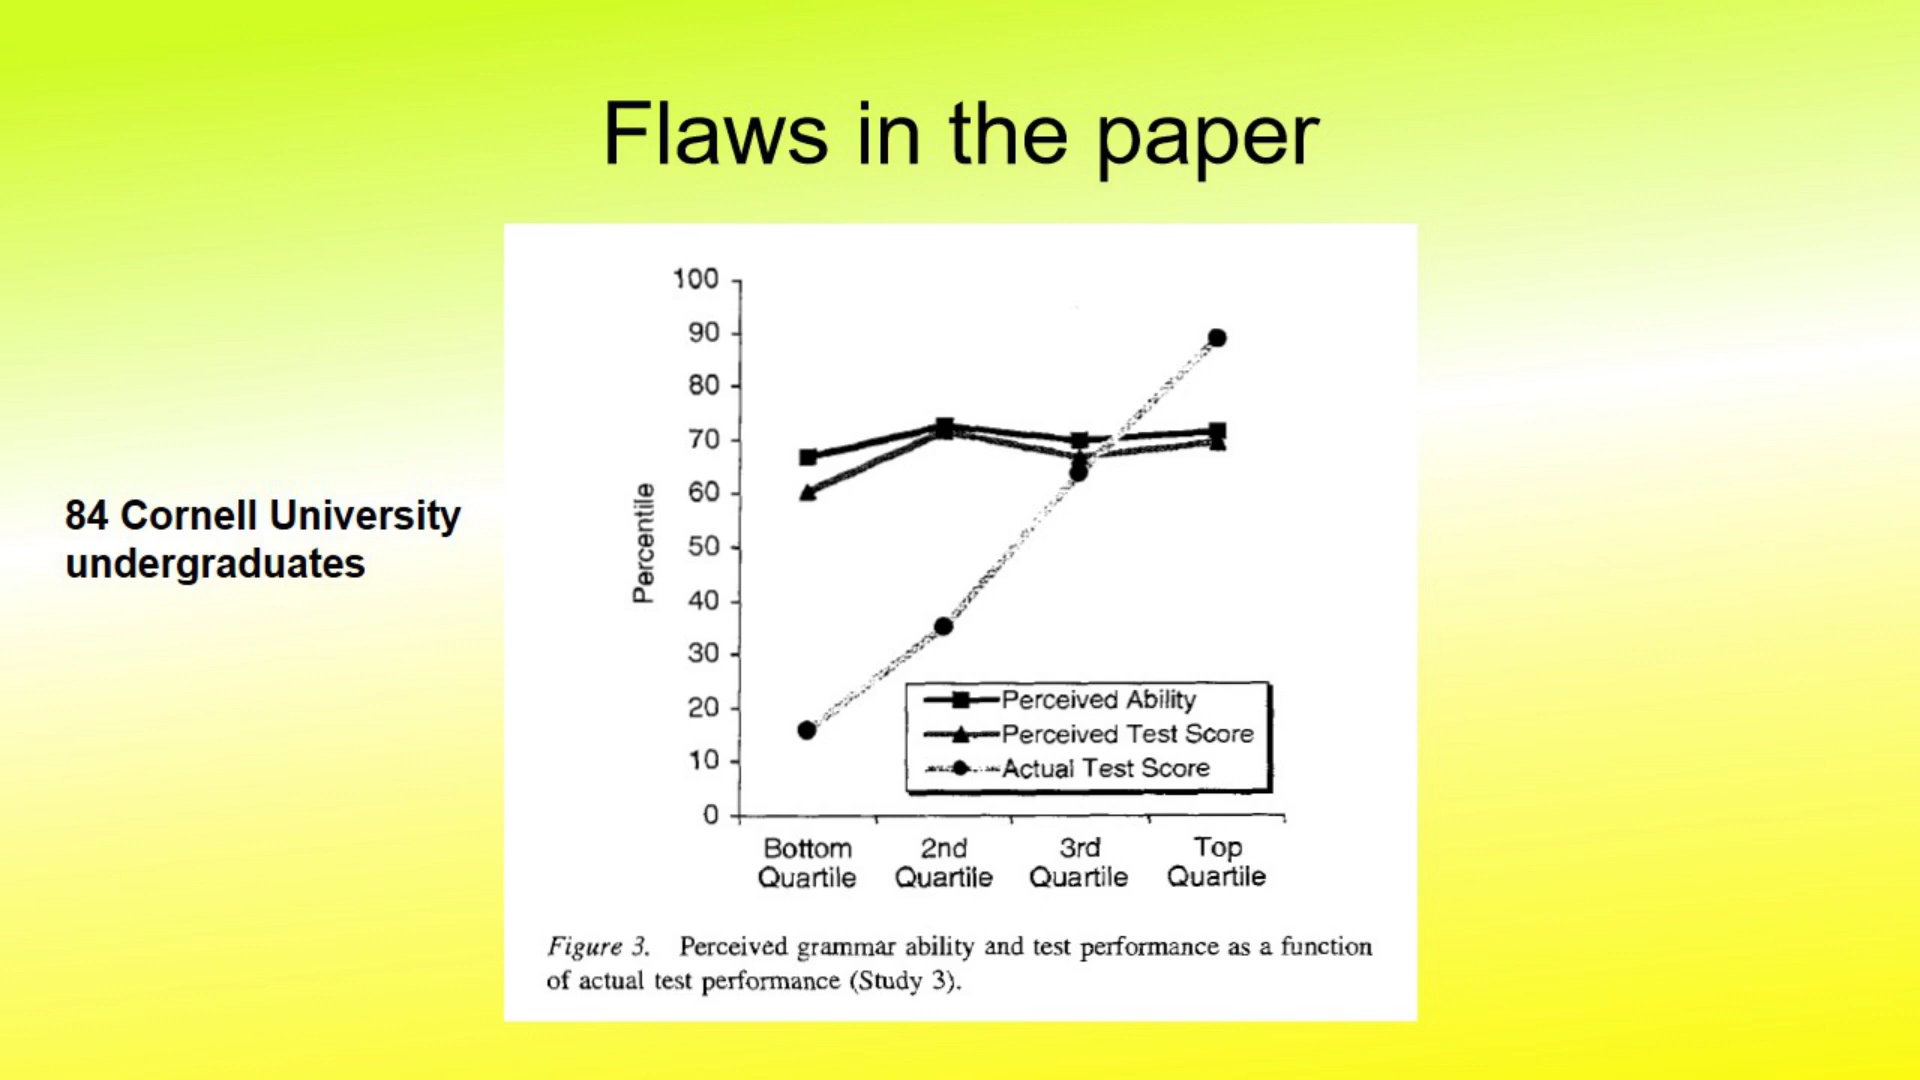 Flaws in the paper
84 Cornell University
undergraduates
100
90
80
70
60
50
40
30
20
10
0
Percentile
Perceived Ability
Perceived Test Score
Actual Test Score
Bottom Quartile
2nd Quartile
3rd Quartile
Top Quartile
Figure 3. Perceived grammar ability and test performance as a function
of actual test performance (Study 3).